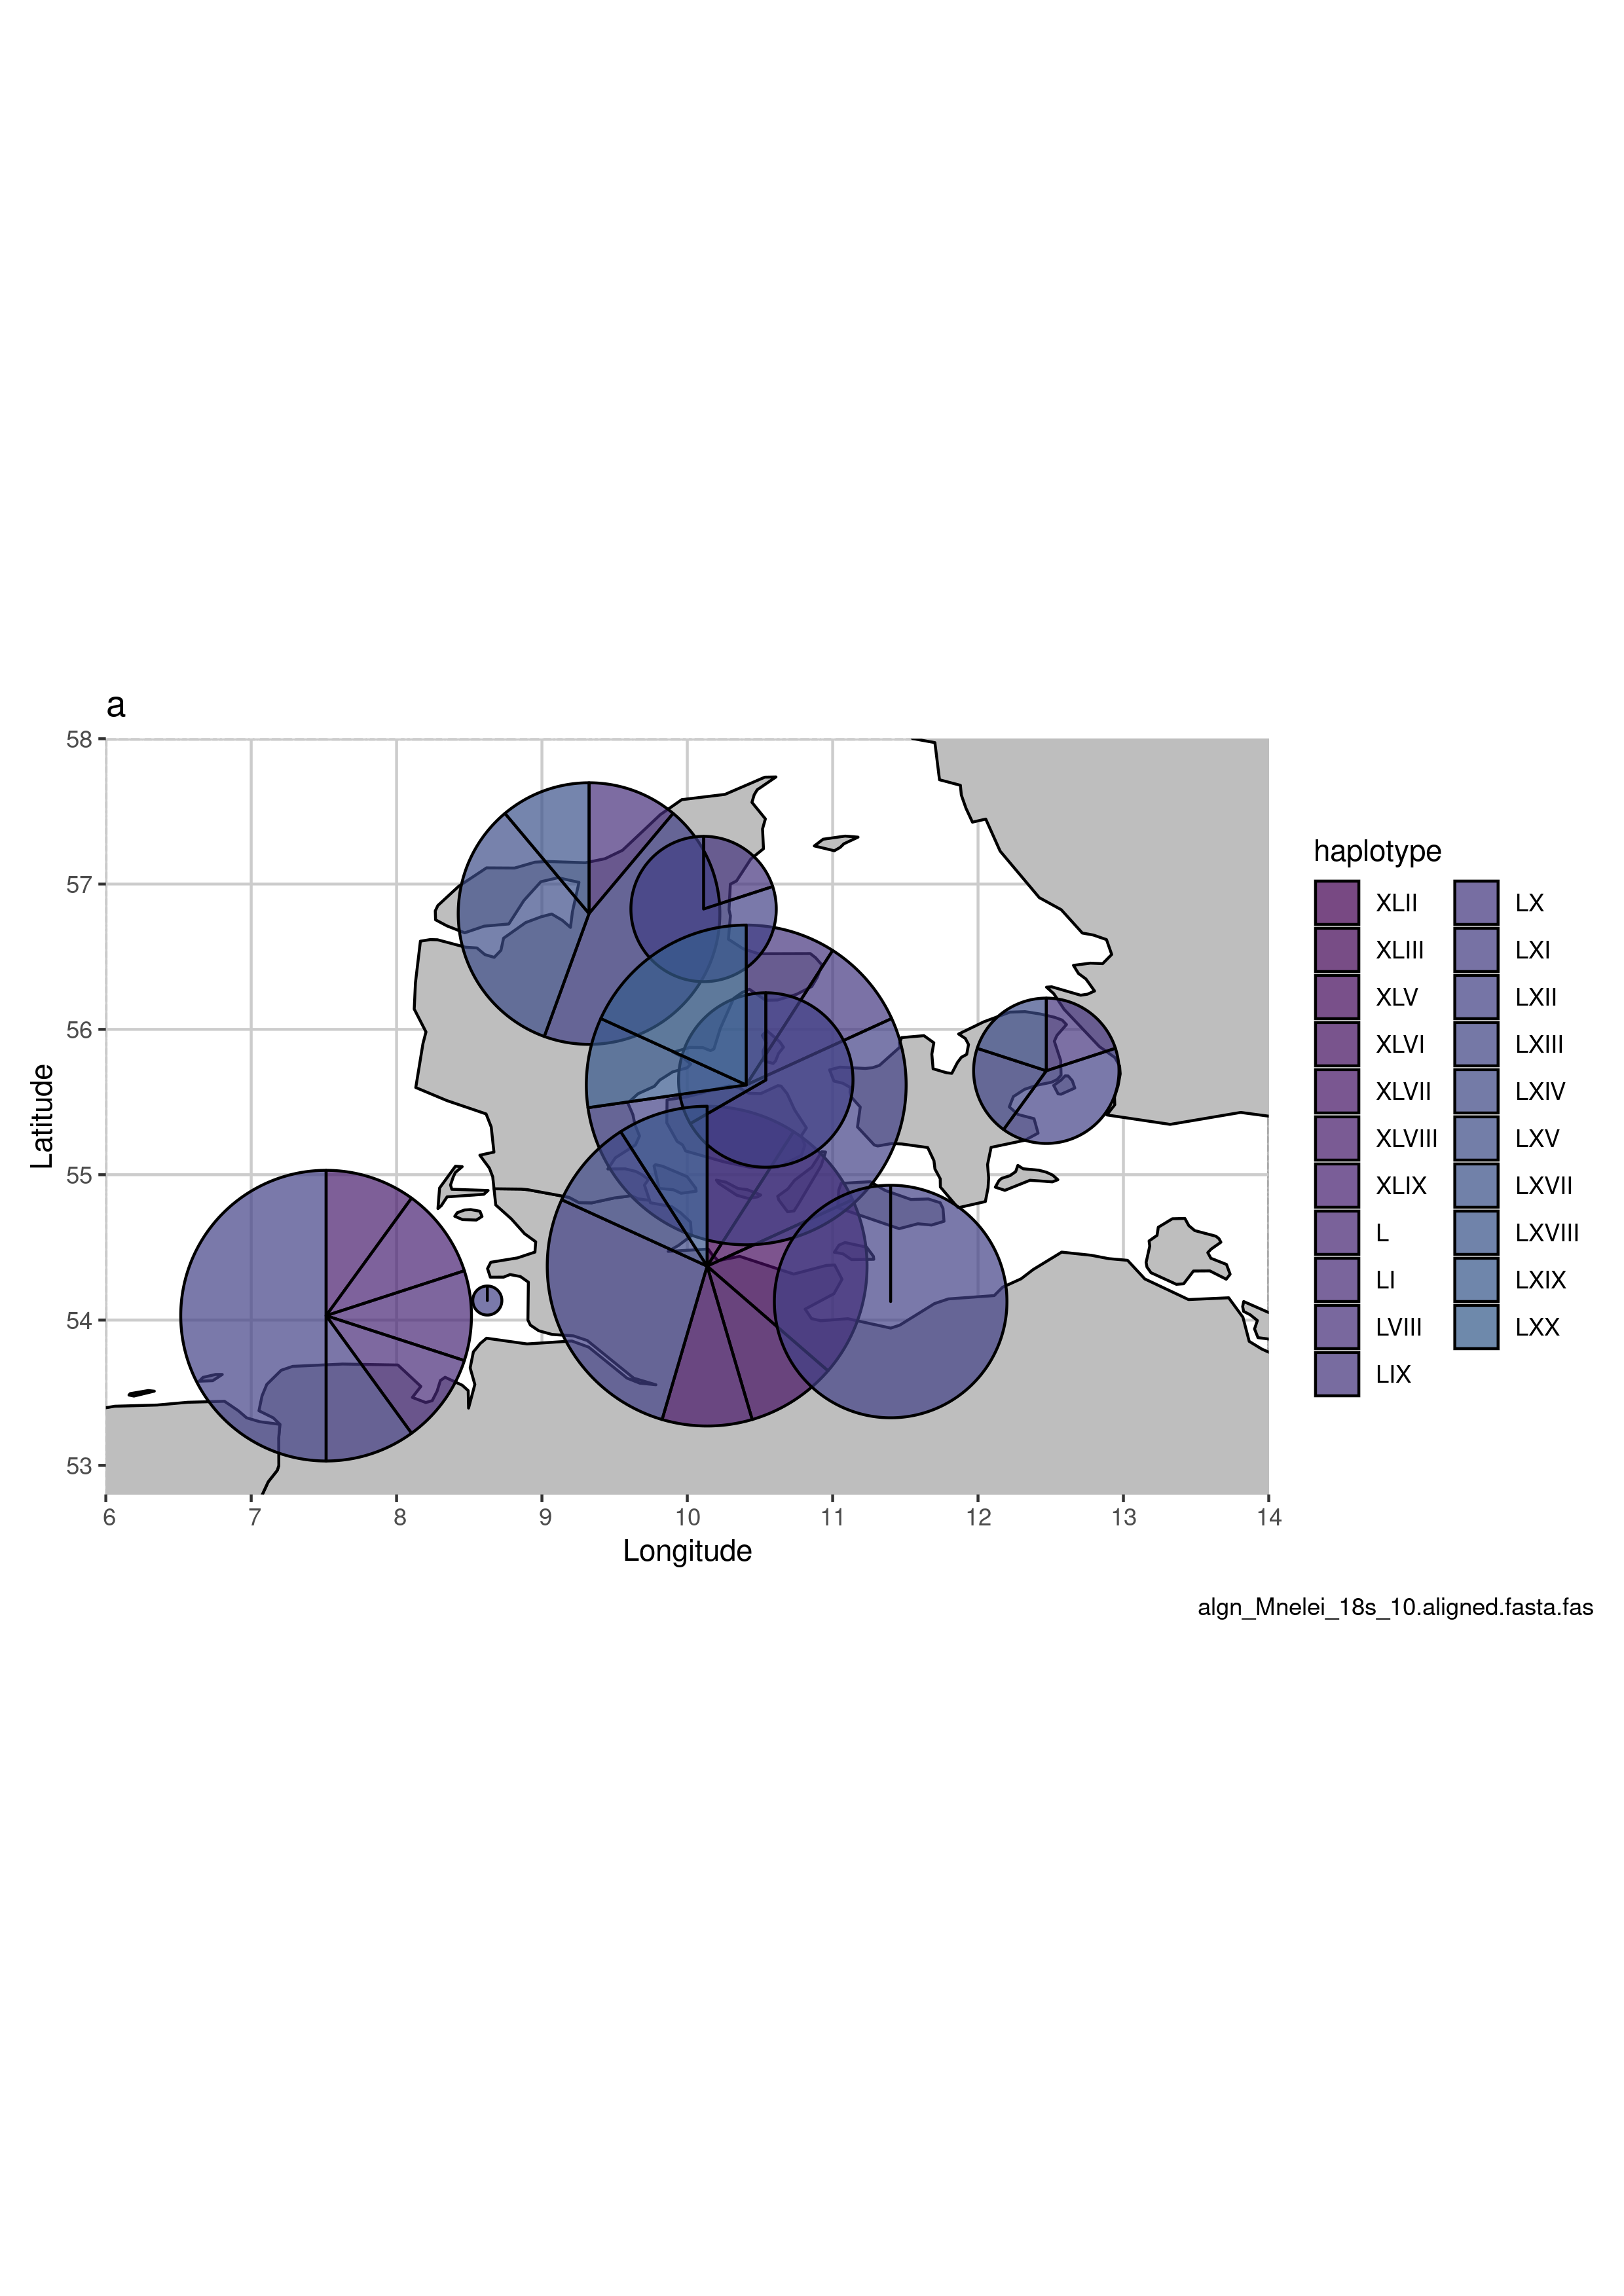 a
58
57
56
55
54
53
Latitude
6 7 8 9 10 11 12 13 14
Longitude
haplotype
XLII LX
XLIII LXI
XLV LXII
XLVI LXIII
XLVII LXIV
XLVIII LXV
XLIX LXVII
L LXVIII
LI LXIX
LVIII LXX
LIX
algn_Mnelei_18s_10.aligned.fasta.fas